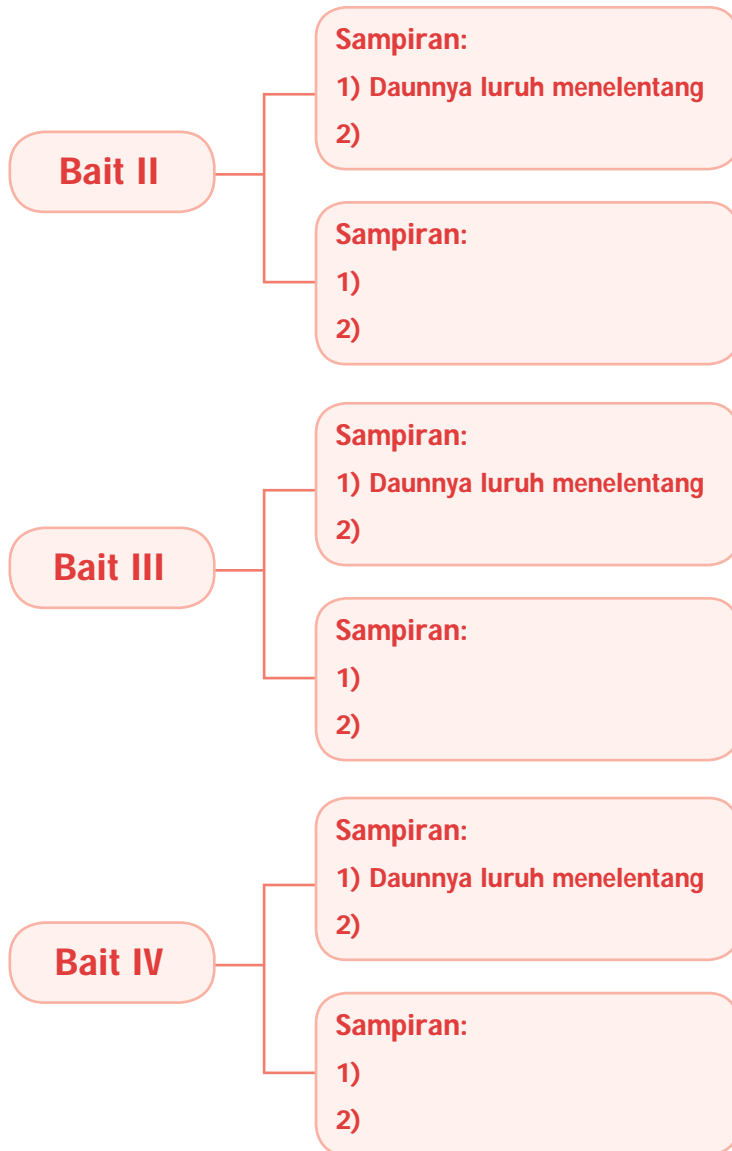 Sampiran:
1) Daunnya luruh menelentang
2)
Bait II
Sampiran:
1)
2)
Sampiran:
1) Daunnya luruh menelentang
2)
Bait III
Sampiran:
1)
2)
Sampiran:
1) Daunnya luruh menelentang
2)
Bait IV
Sampiran:
1)
2)